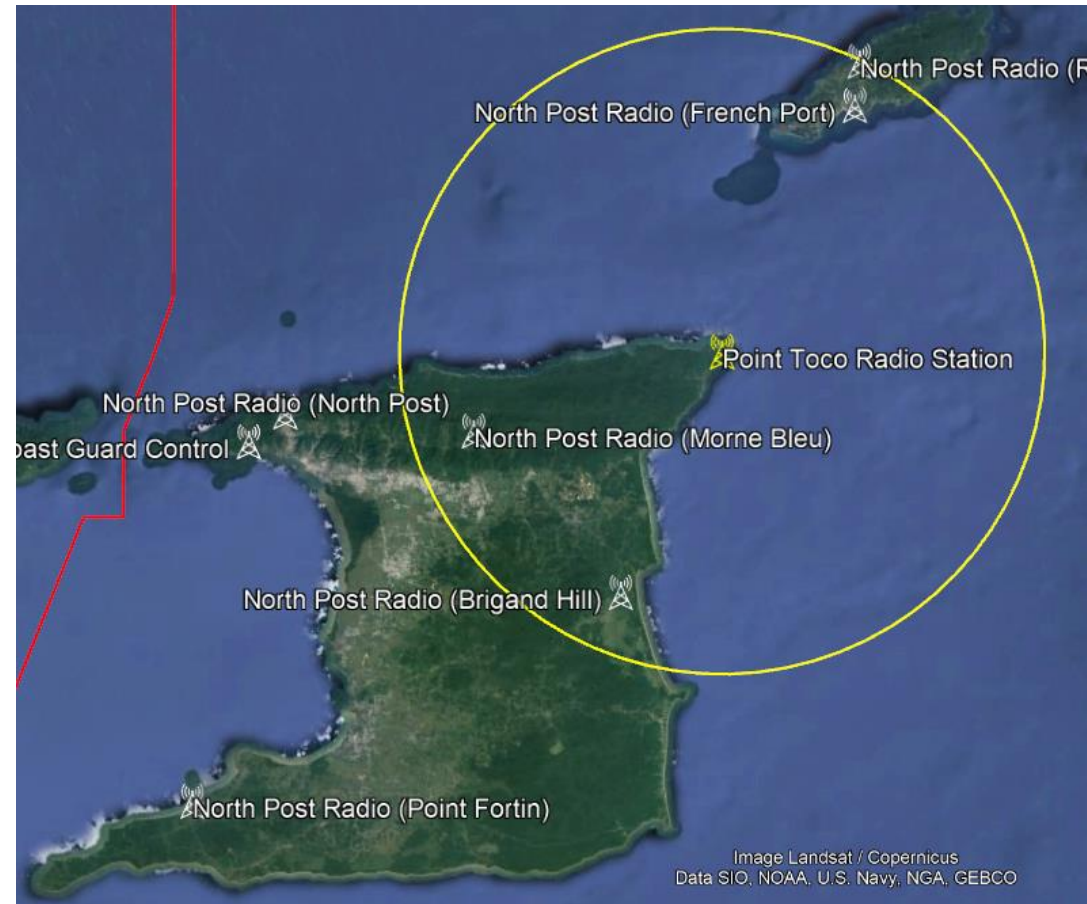 North Post Radio (R
North Post Radio (French Port)
Point Toco Radio Station
North Post Radio (North Post)
North Post Radio (Morne Bleu)
oast Guard Control
North Post Radio (Brigand Hill)
North Post Radio (Point Fortin)
Image Landsat / Copernicus
Data SIO, NOAA, U.S. Navy, NGA, GEBCO